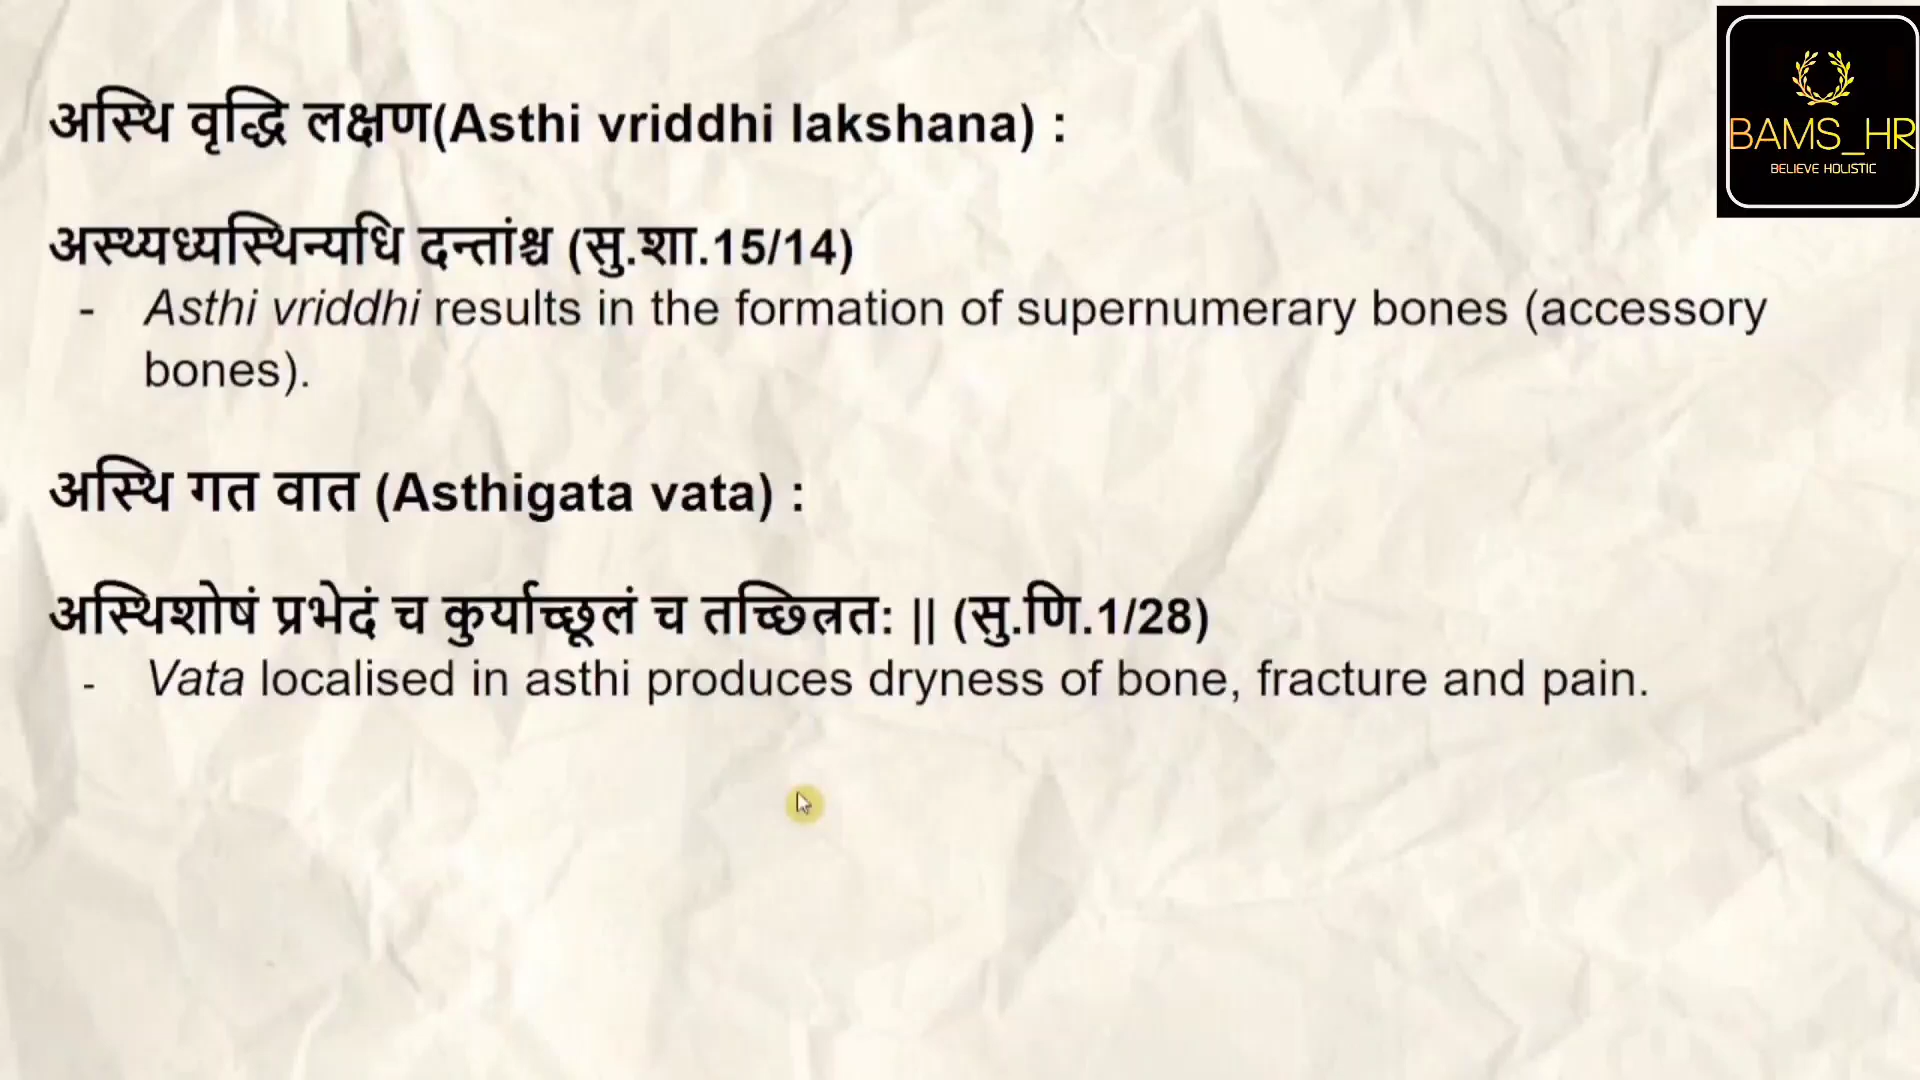 अस्थि वृद्धि लक्षण(Asthi vriddhi lakshana) :
BAMS_HR
BELIEVE HOLISTIC
अस्थ्यध्यस्थिन्यधि दन्तांश्च (सु.शा.15/14)
- Asthi vriddhi results in the formation of supernumerary bones (accessory
bones).
अस्थि गत वात (Asthigata vata) :
अस्थिशोषं प्रभेदं च कुर्याच्छूलं च तच्छित्रत: || (सु.णि.1/28)
- Vata localised in asthi produces dryness of bone, fracture and pain.